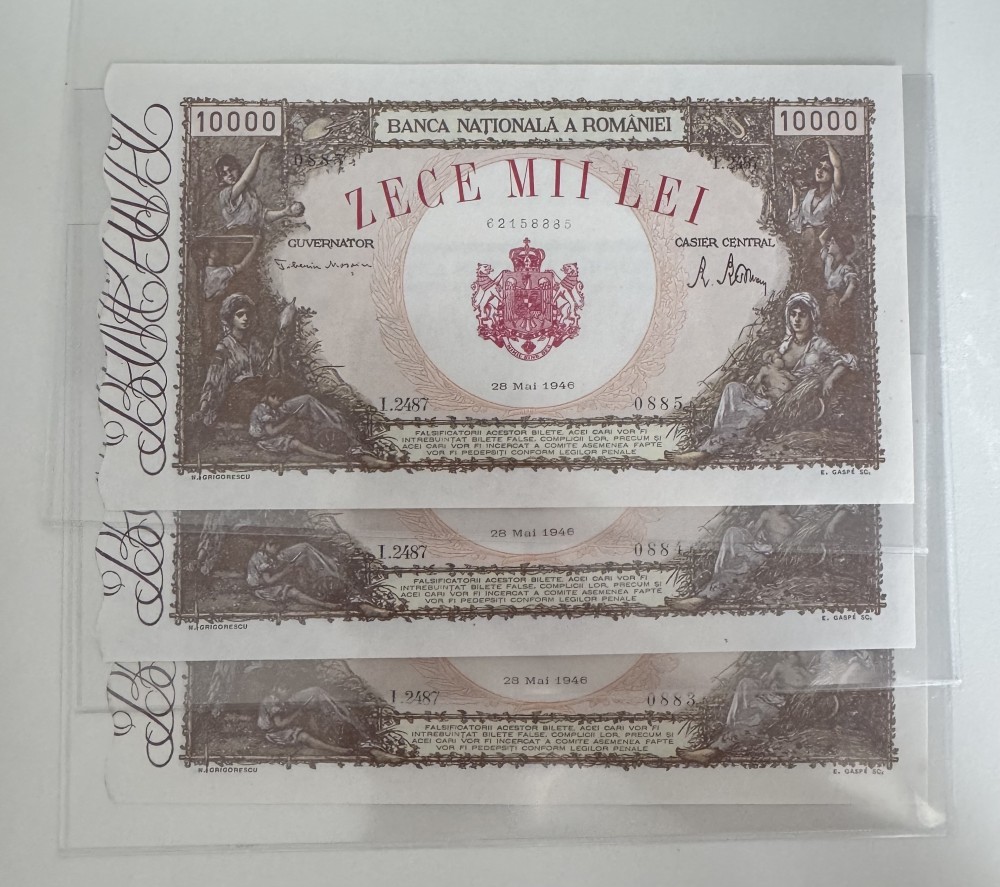 10000 BANCA NAȚIONALĂ A ROMÂNIEI 10000
0885 I.2487
ZECE MII LEI
62158885
GUVERNATOR CASIER CENTRAL
NIHIL SINE DEO
28 Mai 1946
I.2487 0885
FALSIFICATORII ACESTOR BILETE, ACEI CARI VOR FI
INTREBUINȚAT BILETE FALSE, COMPLICII LOR, PRECUM ȘI
ACEI CARI VOR FI INCERCAT A COMITE ASEMENEA FAPTE
VOR FI PEDEPSIȚI CONFORM LEGILOR PENALE
N. GRIGORESCU E. GASPÉ SC.
28 Mai 1946
I.2487 0884
FALSIFICATORII ACESTOR BILETE, ACEI CARI VOR FI
INTREBUINȚAT BILETE FALSE, COMPLICII LOR, PRECUM ȘI
ACEI CARI VOR FI INCERCAT A COMITE ASEMENEA FAPTE
VOR FI PEDEPSIȚI CONFORM LEGILOR PENALE
N. GRIGORESCU E. GASPÉ SC.
28 Mai 1946
I.2487 0883
FALSIFICATORII ACESTOR BILETE, ACEI CARI VOR FI
INTREBUINȚAT BILETE FALSE, COMPLICII LOR, PRECUM ȘI
ACEI CARI VOR FI INCERCAT A COMITE ASEMENEA FAPTE
VOR FI PEDEPSIȚI CONFORM LEGILOR PENALE
N. GRIGORESCU E. GASPÉ SC.